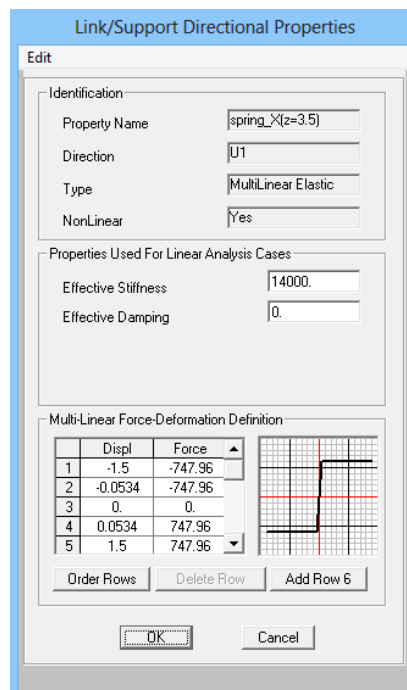 Link/Support Directional Properties
Edit
Identification
Property Name spring_X(z=3.5)
Direction U1
Type MultiLinear Elastic
NonLinear Yes
Properties Used For Linear Analysis Cases
Effective Stiffness 14000.
Effective Damping 0.
Multi-Linear Force-Deformation Definition
Displ Force
1 -1.5 -747.96
2 -0.0534 -747.96
3 0. 0.
4 0.0534 747.96
5 1.5 747.96
Order Rows Delete Row Add Row 6
OK Cancel